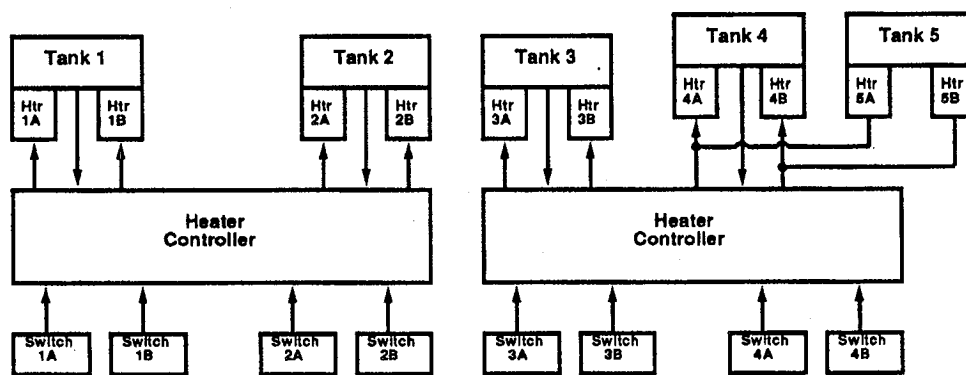 Tank 1
Tank 2
Tank 3
Tank 4
Tank 5
Htr
1A
Htr
1B
Htr
2A
Htr
2B
Htr
3A
Htr
3B
Htr
4A
Htr
4B
Htr
5A
Htr
5B
Heater
Controller
Heater
Controller
Switch
1A
Switch
1B
Switch
2A
Switch
2B
Switch
3A
Switch
3B
Switch
4A
Switch
4B